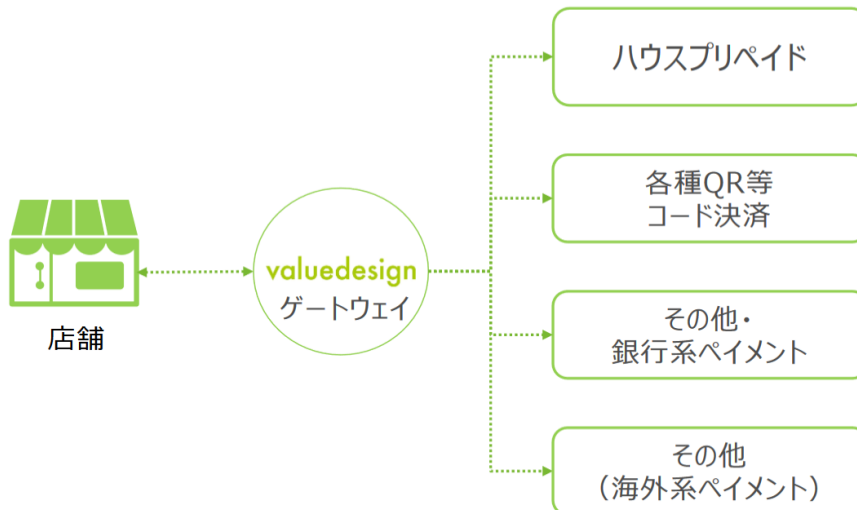 ハウスプリペイド
各種QR等
コード決済
valuedesign
ゲートウェイ
店舗
その他・
銀行系ペイメント
その他
（海外系ペイメント）